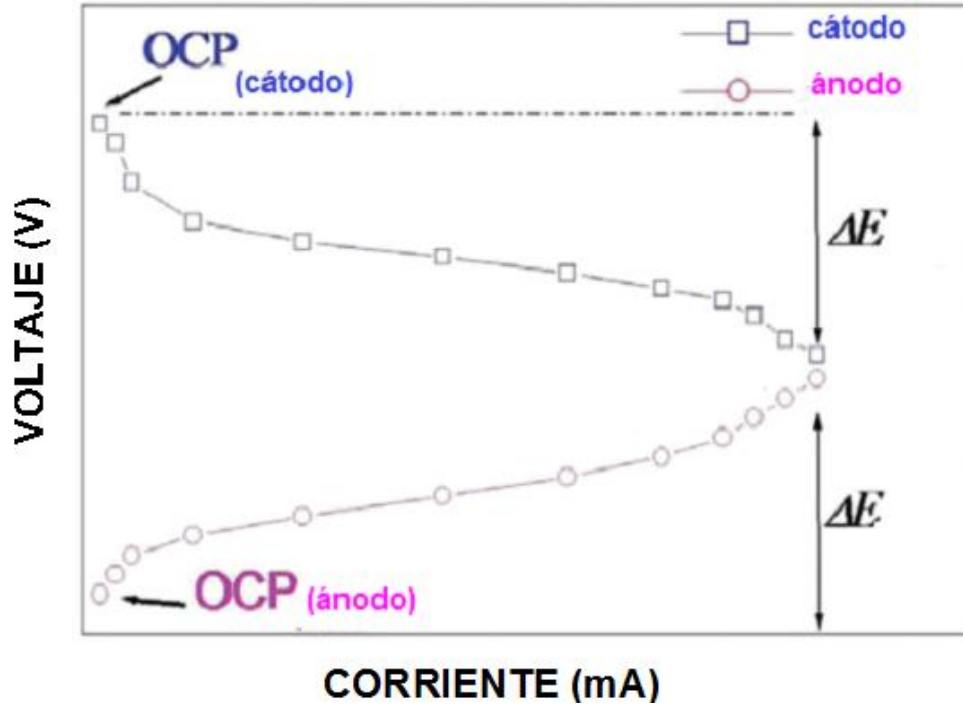 OCP
(cátodo)
cátodo
ánodo
VOLTAJE (V)
ΔE
ΔE
OCP (ánodo)
CORRIENTE (mA)